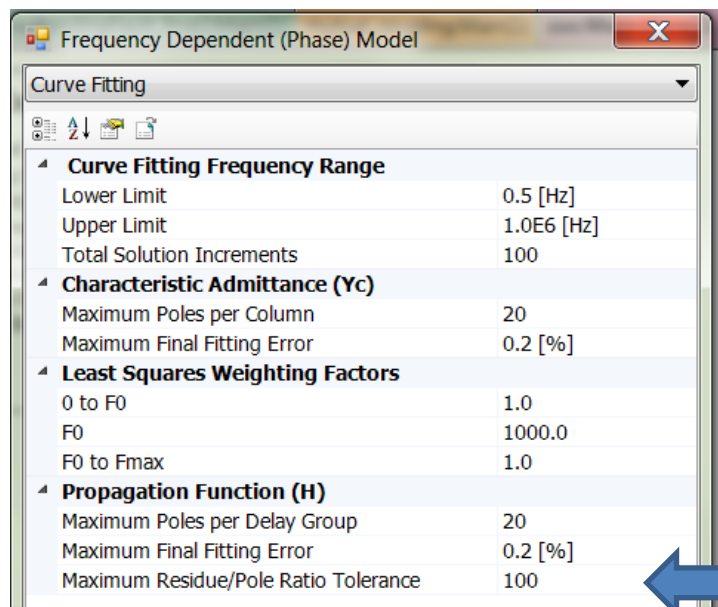 Frequency Dependent (Phase) Model
Curve Fitting
Curve Fitting Frequency Range
Lower Limit 0.5 [Hz]
Upper Limit 1.0E6 [Hz]
Total Solution Increments 100
Characteristic Admittance (Yc)
Maximum Poles per Column 20
Maximum Final Fitting Error 0.2 [%]
Least Squares Weighting Factors
0 to F0 1.0
F0 1000.0
F0 to Fmax 1.0
Propagation Function (H)
Maximum Poles per Delay Group 20
Maximum Final Fitting Error 0.2 [%]
Maximum Residue/Pole Ratio Tolerance 100